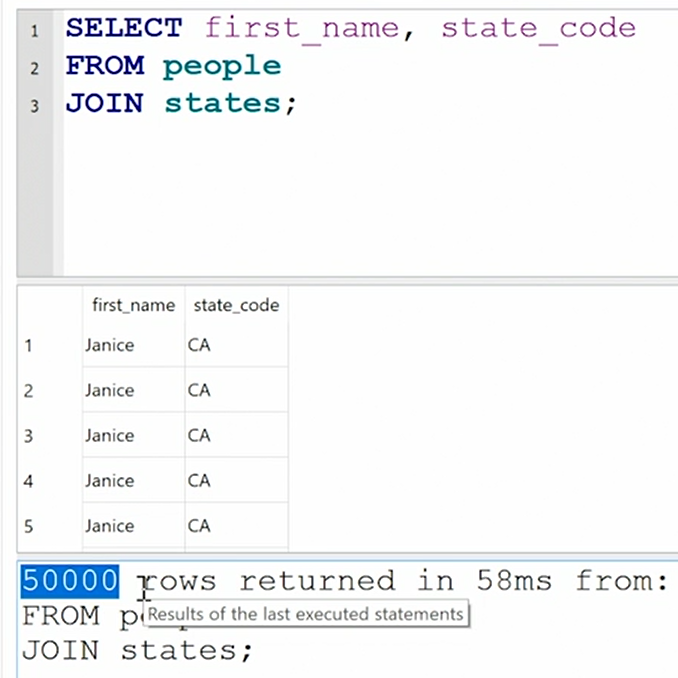 1 SELECT first_name, state_code
2 FROM people
3 JOIN states;
first_name state_code
1 Janice CA
2 Janice CA
3 Janice CA
4 Janice CA
5 Janice CA
50000 rows returned in 58ms from:
FROM
Results of the last executed statements
JOIN states;